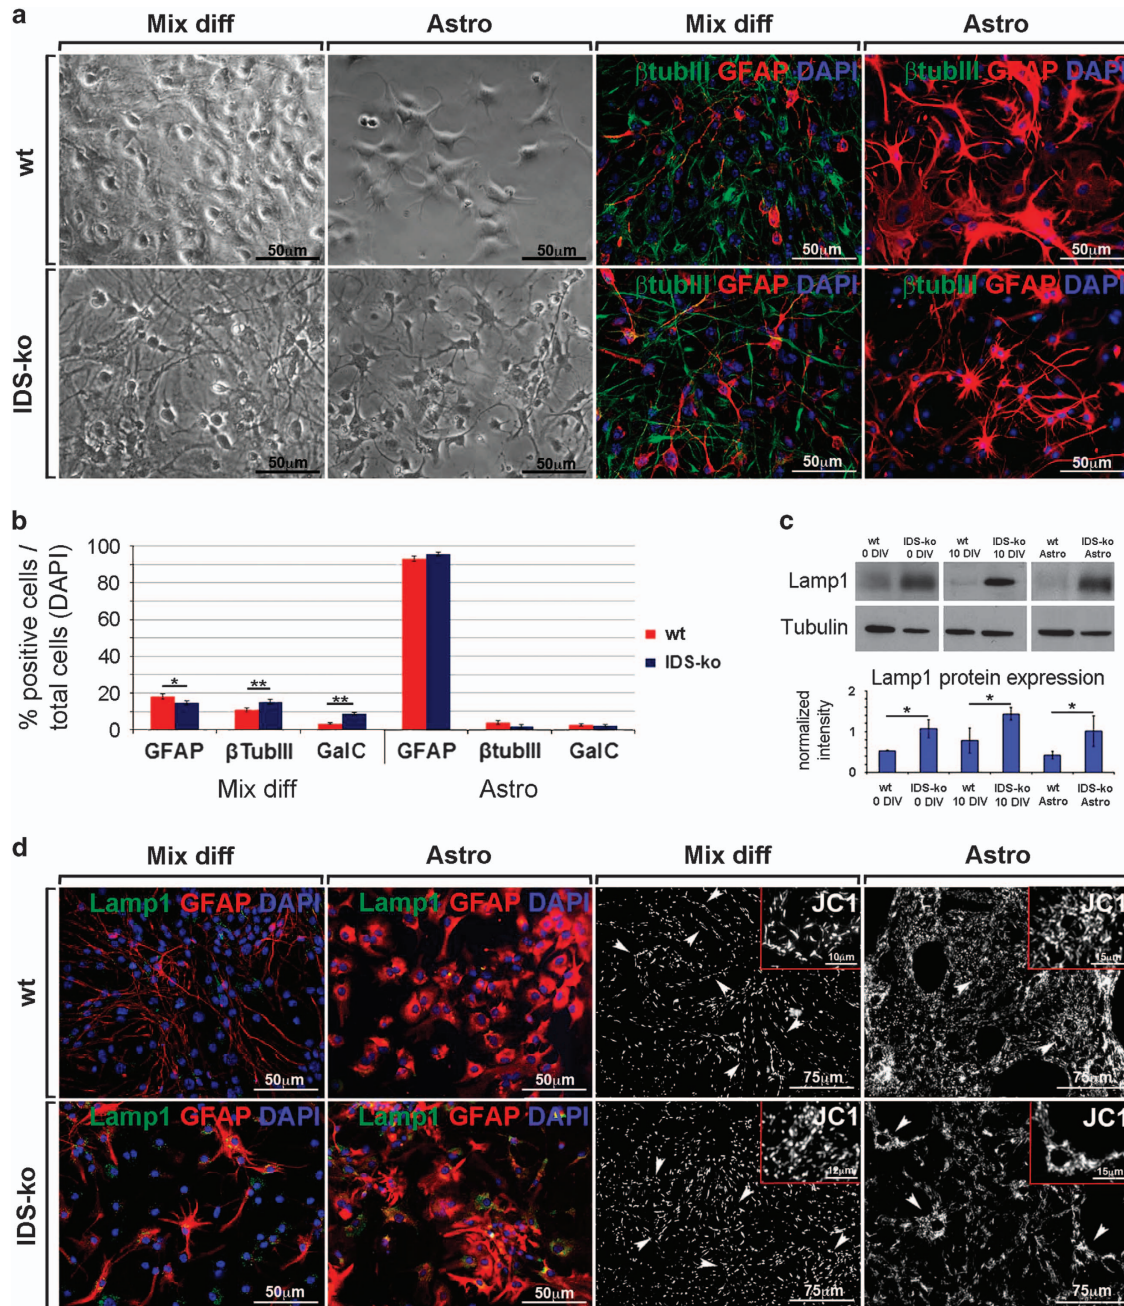 a
Mix diff Astro Mix diff Astro
wt
50μm 50μm
βtubIII GFAP DAPI βtubIII GFAP DAPI
50μm 50μm
IDS-ko
50μm 50μm
βtubIII GFAP DAPI βtubIII GFAP DAPI
50μm 50μm
b
% positive cells /
total cells (DAPI)
100
80
60
40
20
0
* ** **
wt
IDS-ko
GFAP βTubIII GalC GFAP βtubIII GalC
Mix diff Astro
c
wt IDS-ko wt IDS-ko wt IDS-ko
0 DIV 0 DIV 10 DIV 10 DIV Astro Astro
Lamp1
Tubulin
Lamp1 protein expression
normalized
intensity
2
1
0
* * *
wt IDS-ko wt IDS-ko wt IDS-ko
0 DIV 0 DIV 10 DIV 10 DIV Astro Astro
d
Mix diff Astro Mix diff Astro
wt
Lamp1 GFAP DAPI Lamp1 GFAP DAPI JC1 JC1
10μm 15μm
50μm 50μm 75μm 75μm
IDS-ko
Lamp1 GFAP DAPI Lamp1 GFAP DAPI JC1 JC1
12μm 15μm
50μm 50μm 75μm 75μm